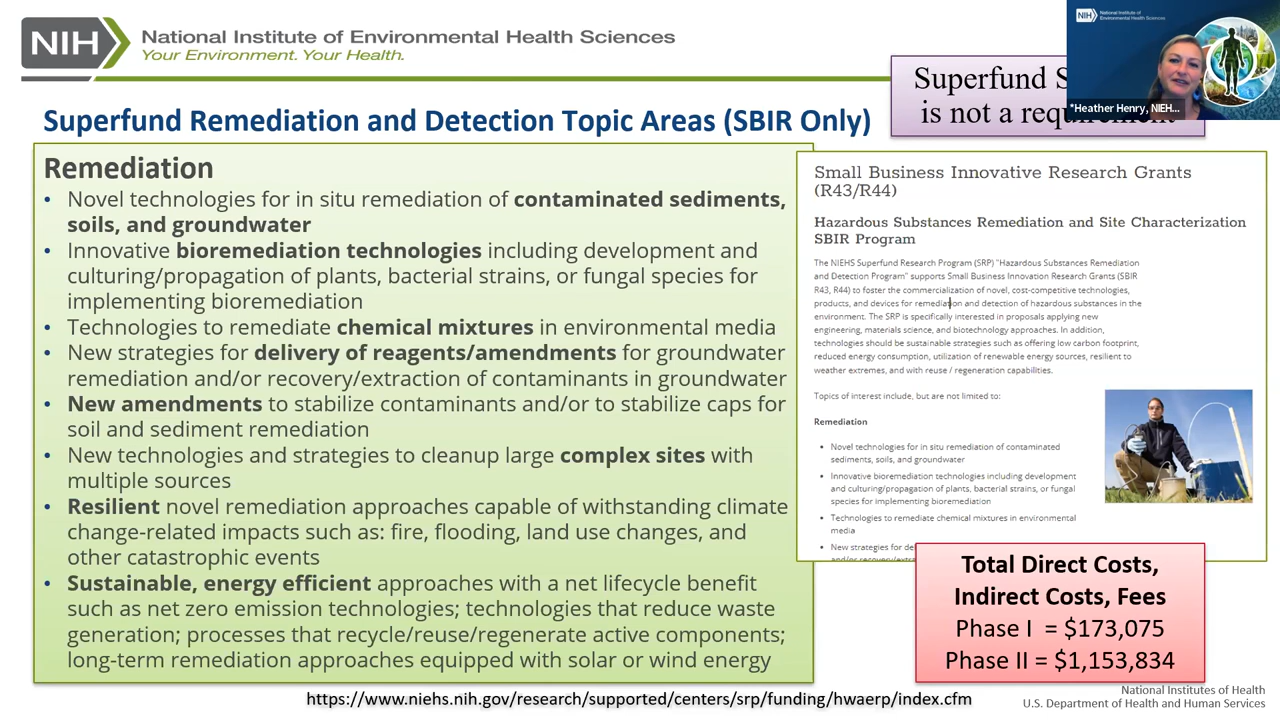 NIH
National Institute of Environmental Health Sciences
Your Environment. Your Health.
National Institute of
Environmental Health Sciences
*Heather Henry, NIEH...
Superfund S
is not a requirement
Superfund Remediation and Detection Topic Areas (SBIR Only)
Remediation
• Novel technologies for in situ remediation of contaminated sediments,
soils, and groundwater
• Innovative bioremediation technologies including development and
culturing/propagation of plants, bacterial strains, or fungal species for
implementing bioremediation
• Technologies to remediate chemical mixtures in environmental media
• New strategies for delivery of reagents/amendments for groundwater
remediation and/or recovery/extraction of contaminants in groundwater
• New amendments to stabilize contaminants and/or to stabilize caps for
soil and sediment remediation
• New technologies and strategies to cleanup large complex sites with
multiple sources
• Resilient novel remediation approaches capable of withstanding climate
change-related impacts such as: fire, flooding, land use changes, and
other catastrophic events
• Sustainable, energy efficient approaches with a net lifecycle benefit
such as net zero emission technologies; technologies that reduce waste
generation; processes that recycle/reuse/regenerate active components;
long-term remediation approaches equipped with solar or wind energy
Small Business Innovative Research Grants
(R43/R44)
Hazardous Substances Remediation and Site Characterization
SBIR Program
The NIEHS Superfund Research Program (SRP) "Hazardous Substances Remediation
and Detection Program" supports Small Business Innovation Research Grants (SBIR
R43, R44) to foster the commercialization of novel, cost-competitive technologies,
products, and devices for remediation and detection of hazardous substances in the
environment. The SRP is specifically interested in proposals applying new
engineering, materials science, and biotechnology approaches. In addition,
technologies should be sustainable strategies such as offering low carbon footprint,
reduced energy consumption, utilization of renewable energy sources, resilient to
weather extremes, and with reuse / regeneration capabilities.
Topics of interest include, but are not limited to:
Remediation
• Novel technologies for in situ remediation of contaminated
sediments, soils, and groundwater
• Innovative bioremediation technologies including development
and culturing/propagation of plants, bacterial strains, or fungal
species for implementing bioremediation
• Technologies to remediate chemical mixtures in environmental
media
• New strategies for de
and/or recovery/extra
Total Direct Costs,
Indirect Costs, Fees
Phase I = $173,075
Phase II = $1,153,834
https://www.niehs.nih.gov/research/supported/centers/srp/funding/hwaerp/index.cfm
National Institutes of Health
U.S. Department of Health and Human Services